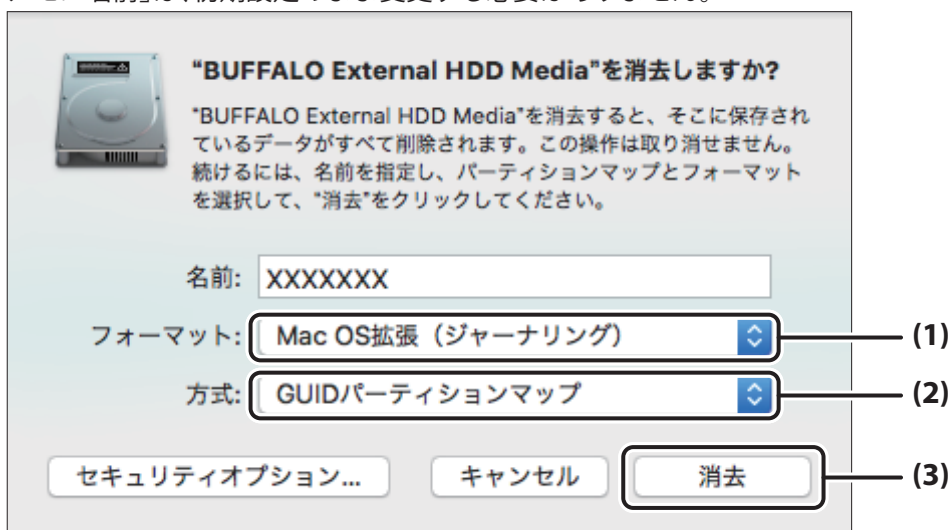 "BUFFALO External HDD Media"を消去しますか?
"BUFFALO External HDD Media"を消去すると、そこに保存され
ているデータがすべて削除されます。この操作は取り消せません。
続けるには、名前を指定し、パーティションマップとフォーマット
を選択して、"消去"をクリックしてください。
名前: XXXXXXX
フォーマット: Mac OS拡張（ジャーナリング） (1)
方式: GUIDパーティションマップ (2)
セキュリティオプション... キャンセル 消去 (3)